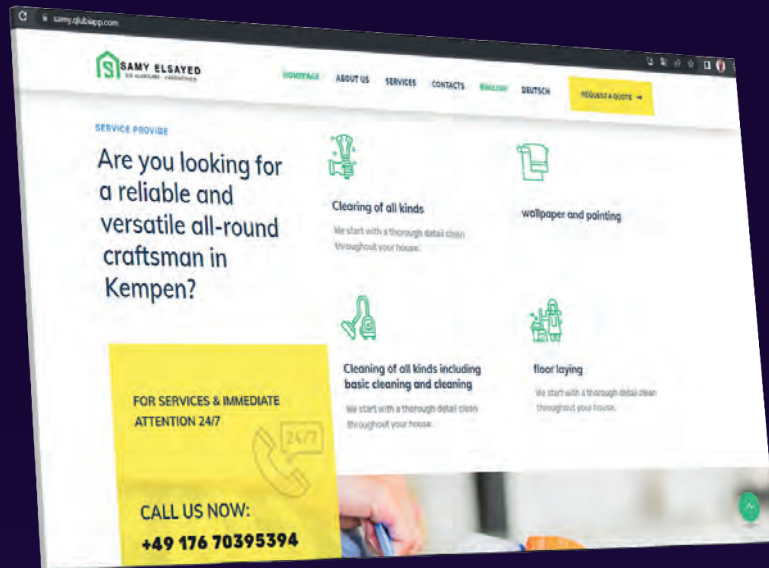 samy.qlubiapp.com
SAMY ELSAYED
HOMEPAGE
ABOUT US
SERVICES
CONTACTS
ENGLISH
DEUTSCH
REQUEST A QUOTE
SERVICE PROVIDE
Are you looking for
a reliable and
versatile all-round
craftsman in
Kempen?
Clearing of all kinds
We start with a thorough detail clean
throughout your house.
wallpaper and painting
Cleaning of all kinds including
basic cleaning and cleaning
We start with a thorough detail clean
throughout your house.
floor laying
We start with a thorough detail clean
throughout your house.
FOR SERVICES & IMMEDIATE
ATTENTION 24/7
24/7
CALL US NOW:
+49 176 70395394